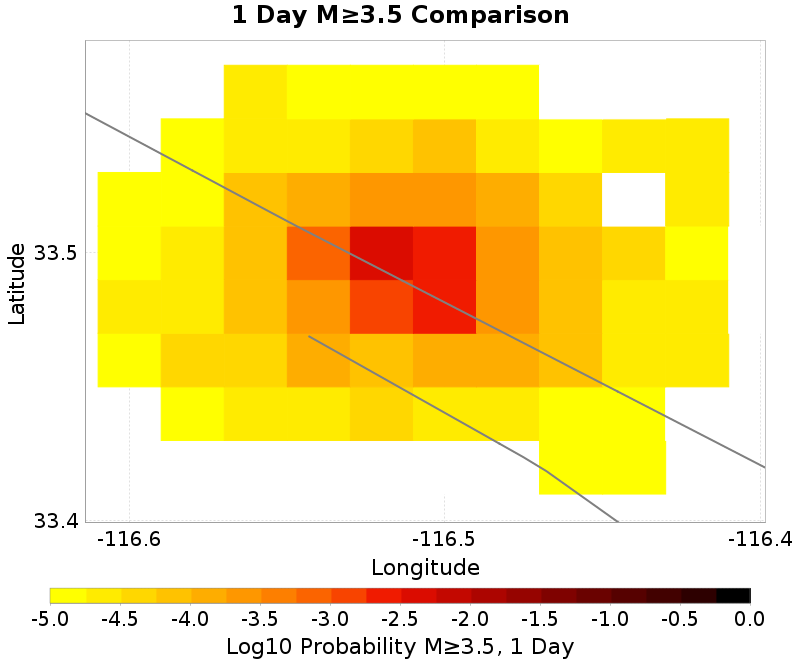 1 Day M≥3.5 Comparison
Latitude
33.5
33.4
-116.6 -116.5 -116.4
Longitude
-5.0 -4.5 -4.0 -3.5 -3.0 -2.5 -2.0 -1.5 -1.0 -0.5 0.0
Log10 Probability M≥3.5, 1 Day